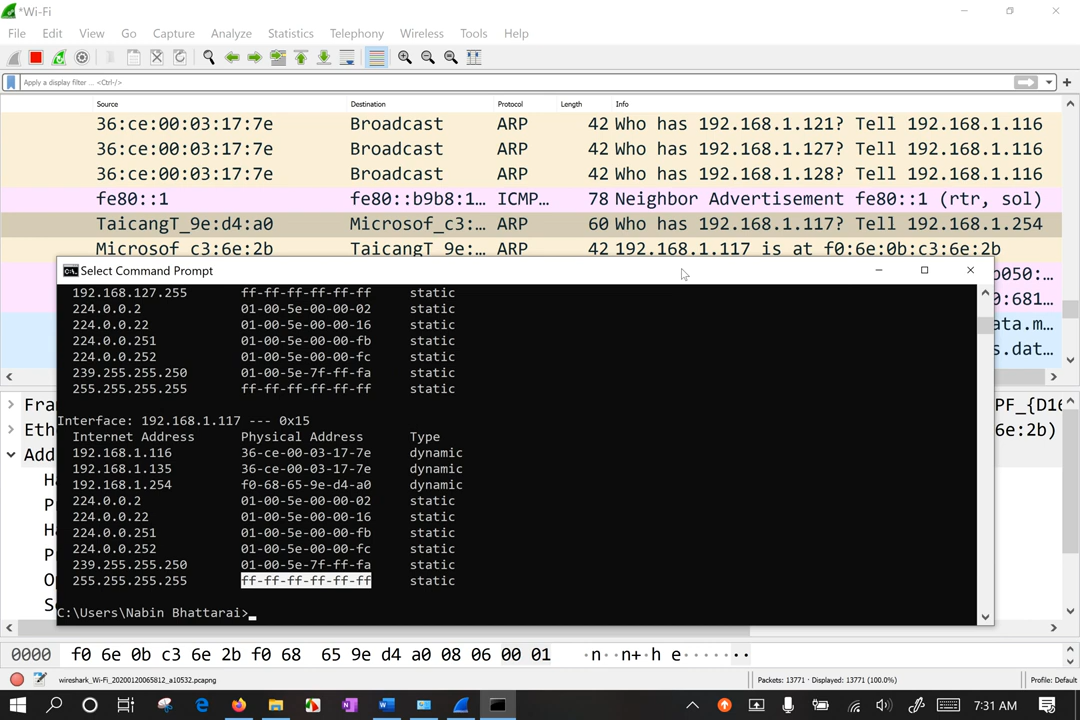 *Wi-Fi
File Edit View Go Capture Analyze Statistics Telephony Wireless Tools Help
Apply a display filter ... <Ctrl-/>
Source Destination Protocol Length Info
36:ce:00:03:17:7e Broadcast ARP 42 Who has 192.168.1.121? Tell 192.168.1.116
36:ce:00:03:17:7e Broadcast ARP 42 Who has 192.168.1.127? Tell 192.168.1.116
36:ce:00:03:17:7e Broadcast ARP 42 Who has 192.168.1.128? Tell 192.168.1.116
fe80::1 fe80::b9b8:1... ICMP... 78 Neighbor Advertisement fe80::1 (rtr, sol)
TaicangT_9e:d4:a0 Microsof_c3:... ARP 60 Who has 192.168.1.117? Tell 192.168.1.254
Microsof_c3:6e:2b TaicangT_9e:... ARP 42 192.168.1.117 is at f0:6e:0b:c3:6e:2b
b050:...
0:681...
ata.m...
s.dat...
Select Command Prompt
192.168.127.255 ff-ff-ff-ff-ff-ff static
224.0.0.2 01-00-5e-00-00-02 static
224.0.0.22 01-00-5e-00-00-16 static
224.0.0.251 01-00-5e-00-00-fb static
224.0.0.252 01-00-5e-00-00-fc static
239.255.255.250 01-00-5e-7f-ff-fa static
255.255.255.255 ff-ff-ff-ff-ff-ff static
Interface: 192.168.1.117 --- 0x15
Internet Address Physical Address Type
192.168.1.116 36-ce-00-03-17-7e dynamic
192.168.1.135 36-ce-00-03-17-7e dynamic
192.168.1.254 f0-68-65-9e-d4-a0 dynamic
224.0.0.2 01-00-5e-00-00-02 static
224.0.0.22 01-00-5e-00-00-16 static
224.0.0.251 01-00-5e-00-00-fb static
224.0.0.252 01-00-5e-00-00-fc static
239.255.255.250 01-00-5e-7f-ff-fa static
255.255.255.255 ff-ff-ff-ff-ff-ff static
C:\Users\Nabin Bhattarai>
Fra PF_{D16
Eth 6e:2b)
Add
H
P
H
P
O
S
0000 f0 6e 0b c3 6e 2b f0 68 65 9e d4 a0 08 06 00 01 ·n··n+·h e·······
wireshark_Wi-Fi_20200120065812_a10532.pcapng Packets: 13771 · Displayed: 13771 (100.0%) Profile: Default
7:31 AM